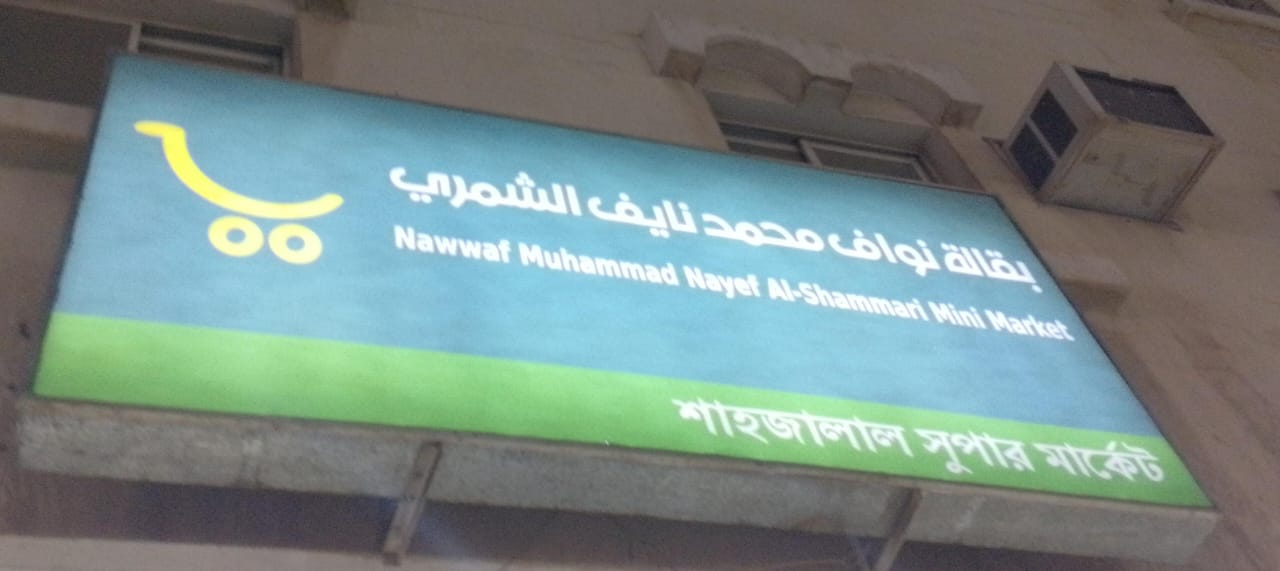 بقالة نواف محمد نايف الشمري
Nawwaf Muhammad Nayef Al-Shammari Mini Market
শাহজালাল সুপার মার্কেট